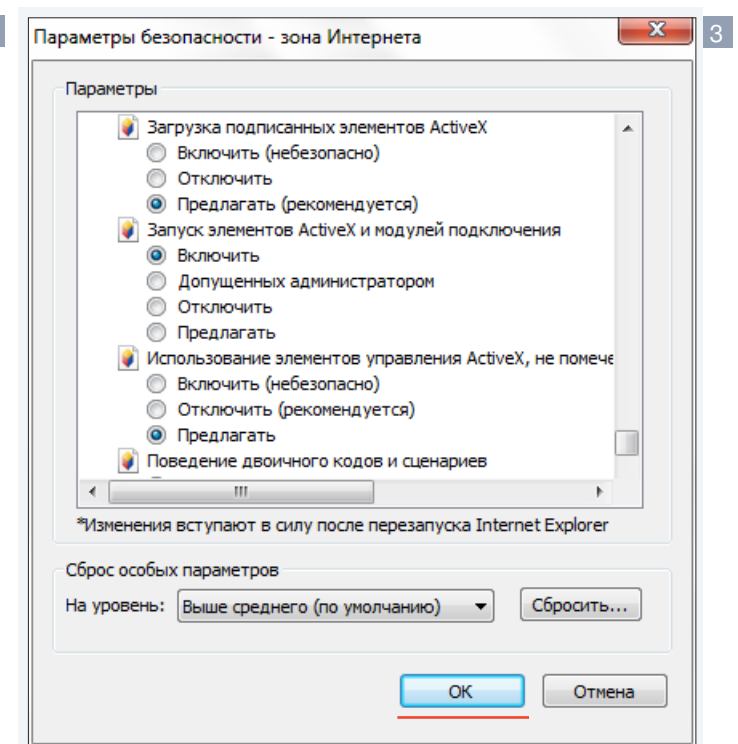 Параметры безопасности - зона Интернета
3
Параметры
Загрузка подписанных элементов ActiveX
Включить (небезопасно)
Отключить
Предлагать (рекомендуется)
Запуск элементов ActiveX и модулей подключения
Включить
Допущенных администратором
Отключить
Предлагать
Использование элементов управления ActiveX, не помече
Включить (небезопасно)
Отключить (рекомендуется)
Предлагать
Поведение двоичного кодов и сценариев
*Изменения вступают в силу после перезапуска Internet Explorer
Сброс особых параметров
На уровень: Выше среднего (по умолчанию) Сбросить...
ОК Отмена